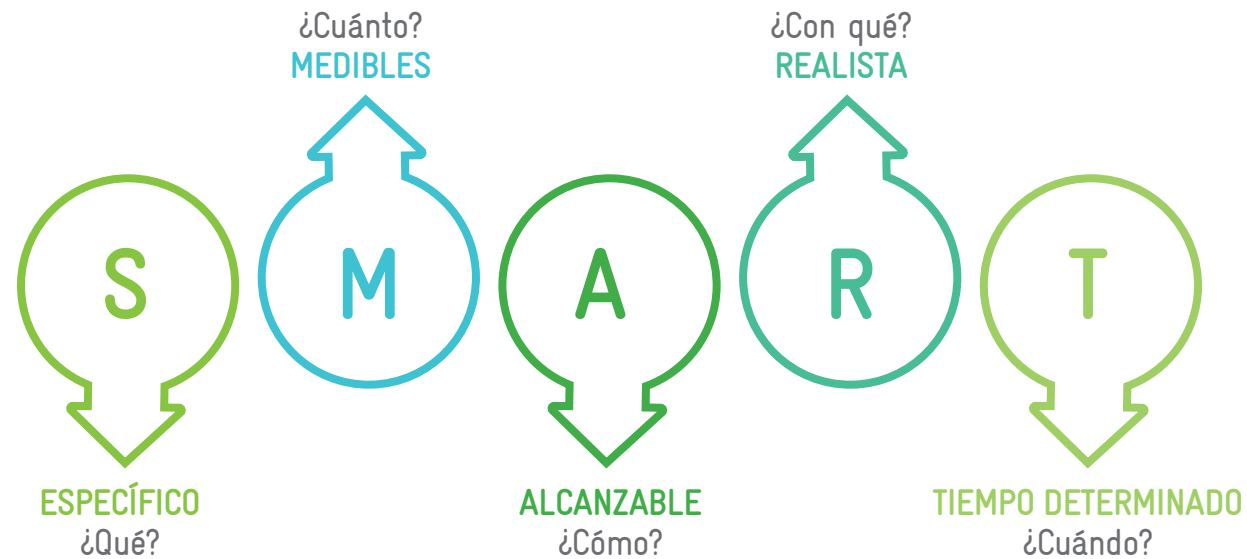 ¿Cuánto?
MEDIBLES
¿Con qué?
REALISTA
S
M
A
R
T
ESPECÍFICO
¿Qué?
ALCANZABLE
¿Cómo?
TIEMPO DETERMINADO
¿Cuándo?